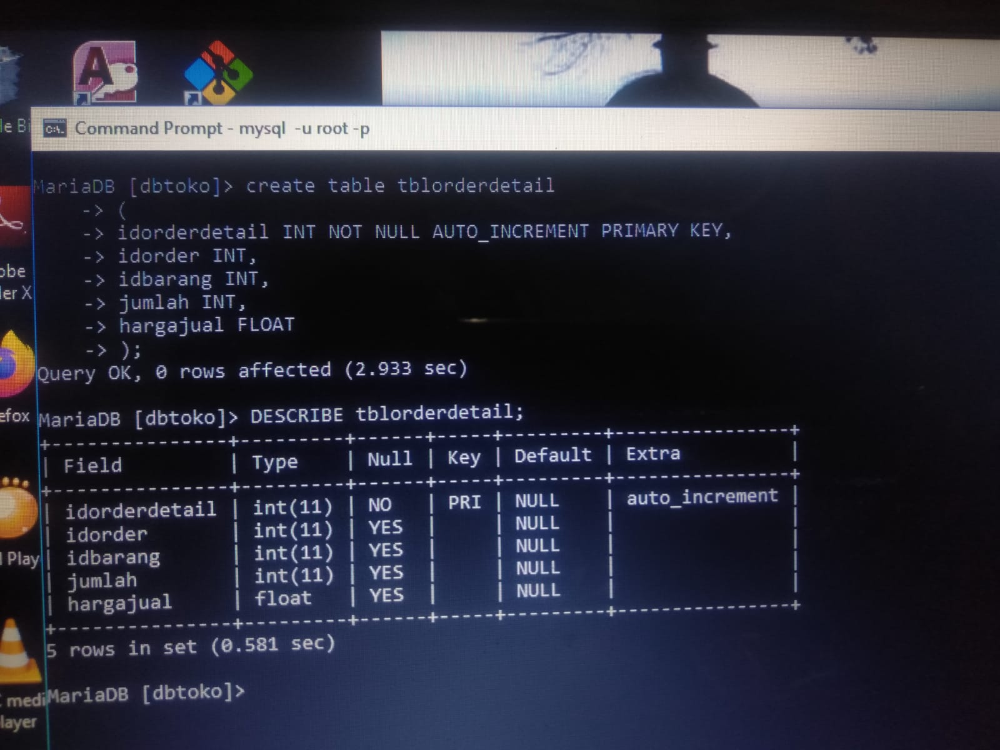 le Bi
Command Prompt - mysql -u root -p
MariaDB [dbtoko]> create table tblorderdetail
-> (
-> idorderdetail INT NOT NULL AUTO_INCREMENT PRIMARY KEY,
-> idorder INT,
-> idbarang INT,
-> jumlah INT,
-> hargajual FLOAT
-> );
Query OK, 0 rows affected (2.933 sec)
MariaDB [dbtoko]> DESCRIBE tblorderdetail;
+----------------+---------+------+-----+---------+----------------+
| Field | Type | Null | Key | Default | Extra |
+----------------+---------+------+-----+---------+----------------+
| idorderdetail | int(11) | NO | PRI | NULL | auto_increment |
| idorder | int(11) | YES | | NULL | |
| idbarang | int(11) | YES | | NULL | |
| jumlah | int(11) | YES | | NULL | |
| hargajual | float | YES | | NULL | |
+----------------+---------+------+-----+---------+----------------+
5 rows in set (0.581 sec)
MariaDB [dbtoko]>
obe
der X
efox
Play
medi
layer